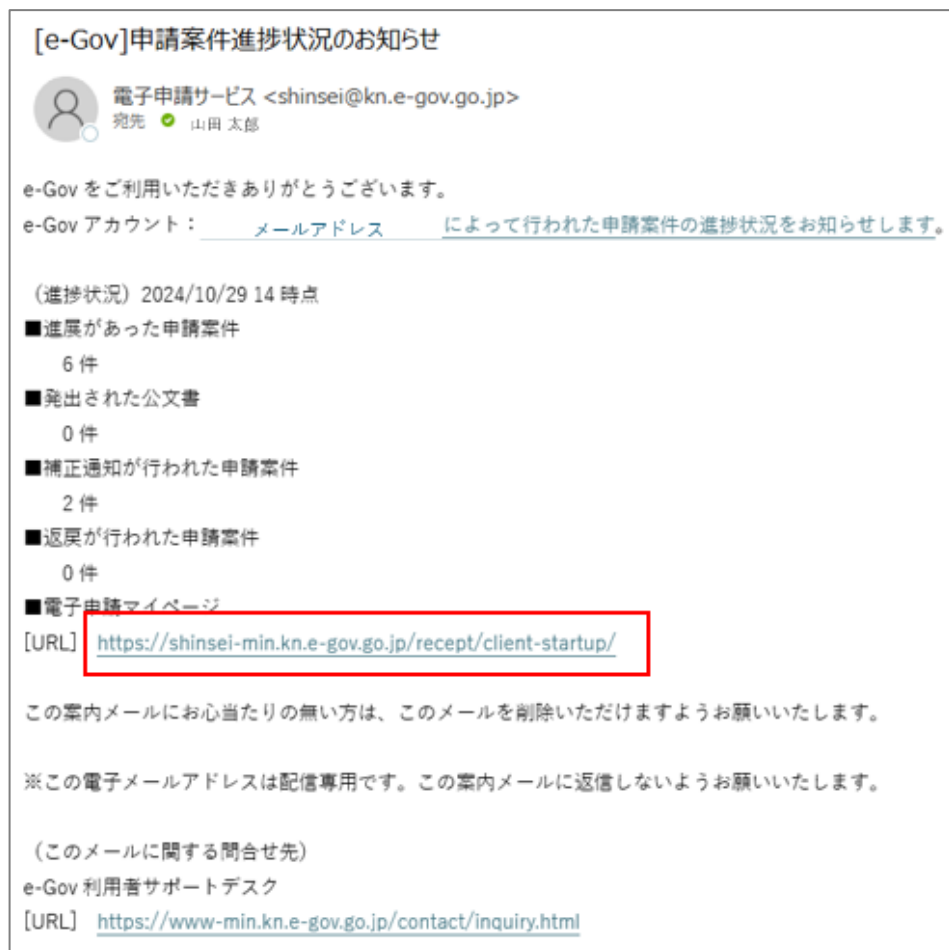 [e-Gov]申請案件進捗状況のお知らせ
電子申請サービス <shinsei@kn.e-gov.go.jp>
宛先 山田 太郎
e-Gov をご利用いただきありがとうございます。
e-Gov アカウント： メールアドレス によって行われた申請案件の進捗状況をお知らせします。
（進捗状況）2024/10/29 14 時点
■進展があった申請案件
6 件
■発出された公文書
0 件
■補正通知が行われた申請案件
2 件
■返戻が行われた申請案件
0 件
■電子申請マイページ
[URL] https://shinsei-min.kn.e-gov.go.jp/recept/client-startup/
この案内メールにお心当たりの無い方は、このメールを削除いただけますようお願いいたします。
※この電子メールアドレスは配信専用です。この案内メールに返信しないようお願いいたします。
（このメールに関する問合せ先）
e-Gov 利用者サポートデスク
[URL] https://www-min.kn.e-gov.go.jp/contact/inquiry.html